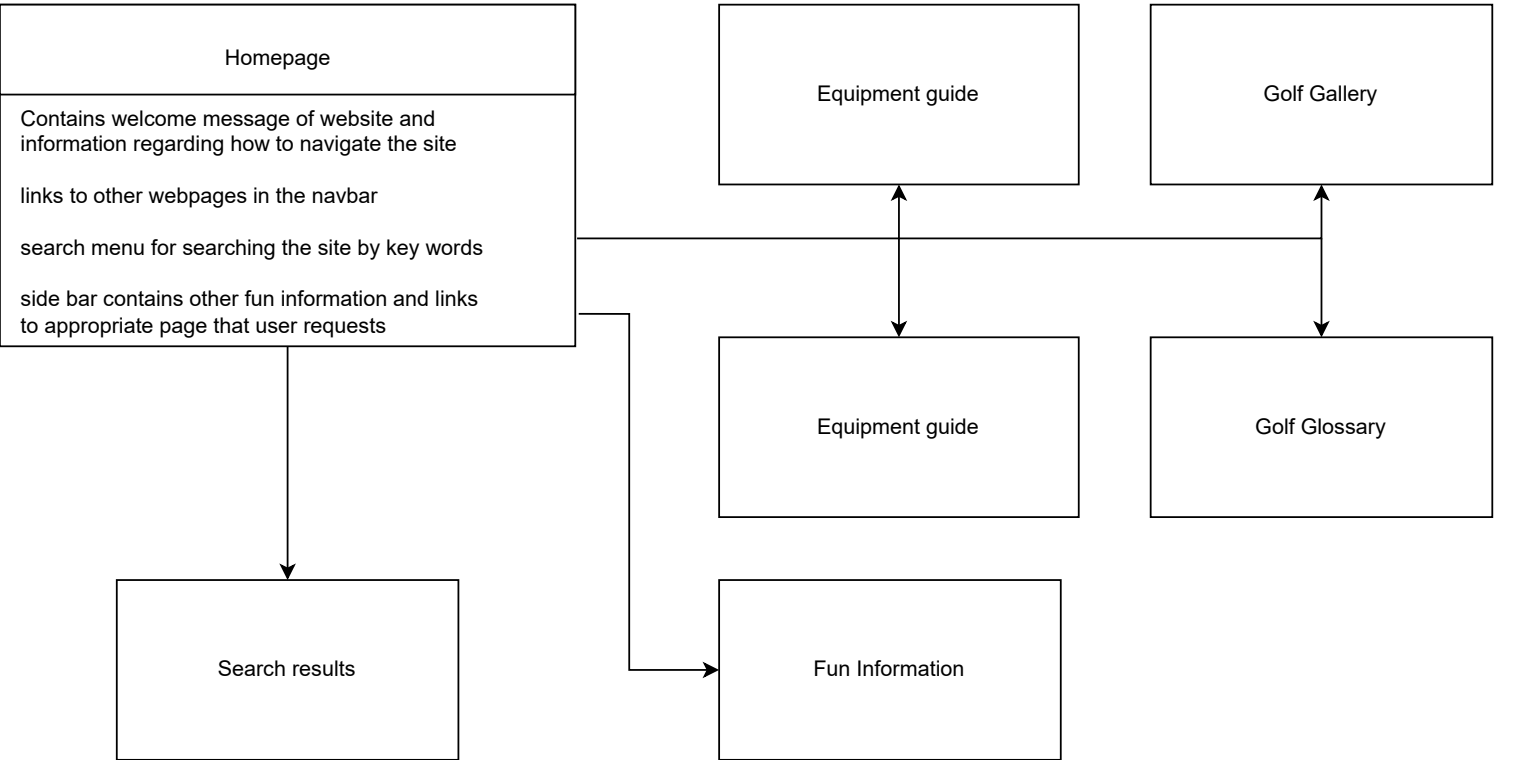 Homepage
Contains welcome message of website and
information regarding how to navigate the site
links to other webpages in the navbar
search menu for searching the site by key words
side bar contains other fun information and links
to appropriate page that user requests
Equipment guide
Golf Gallery
Equipment guide
Golf Glossary
Search results
Fun Information